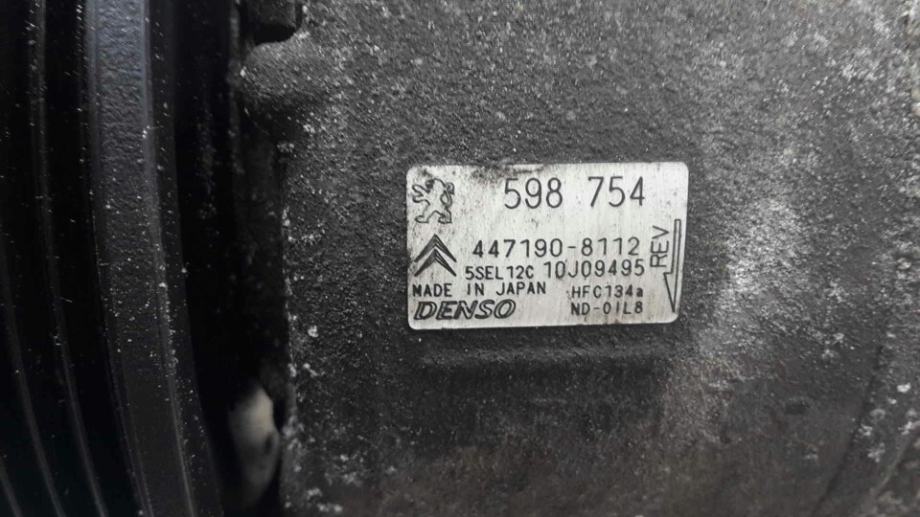 598 754
447190-8112
5SEL12C 10J09495
REV
MADE IN JAPAN HFC134a
DENSO ND-OIL8